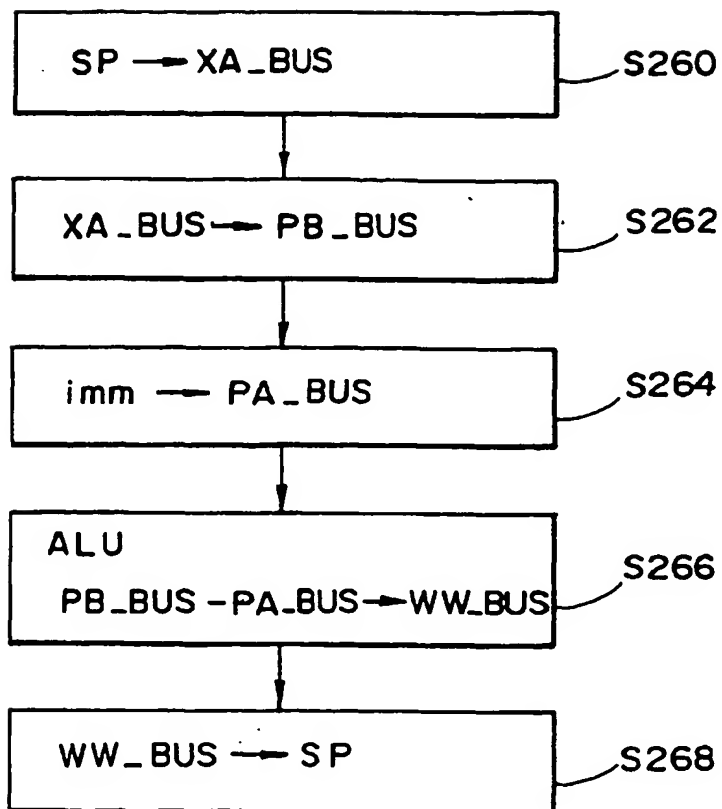 SP → XA_BUS
S260
XA_BUS → PB_BUS
S262
imm → PA_BUS
S264
ALU
PB_BUS - PA_BUS → WW_BUS
S266
WW_BUS → SP
S268